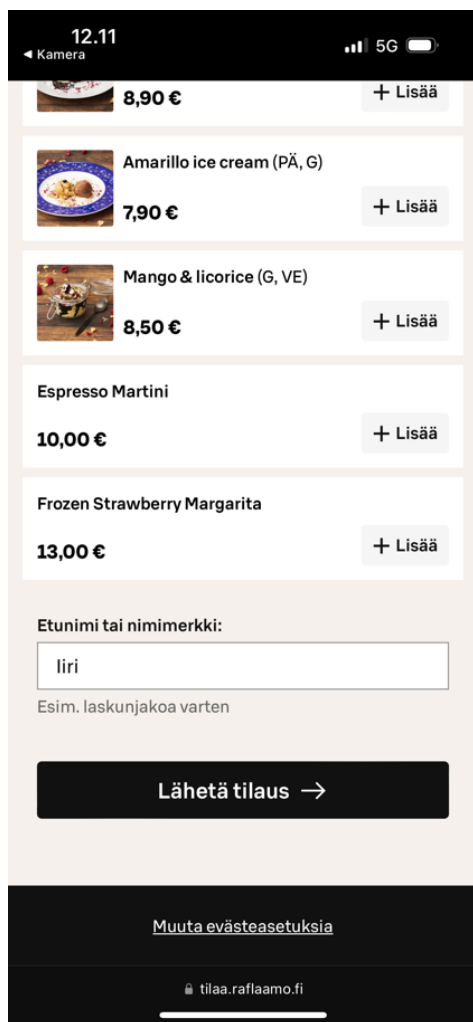 12.11
◀ Kamera
5G
8,90 €
+ Lisää
Amarillo ice cream (PÄ, G)
7,90 €
+ Lisää
Mango & licorice (G, VE)
8,50 €
+ Lisää
Espresso Martini
10,00 €
+ Lisää
Frozen Strawberry Margarita
13,00 €
+ Lisää
Etunimi tai nimimerkki:
Iiri
Esim. laskunjakoa varten
Lähetä tilaus →
Muuta evästeasetuksia
tilaa.raflaamo.fi